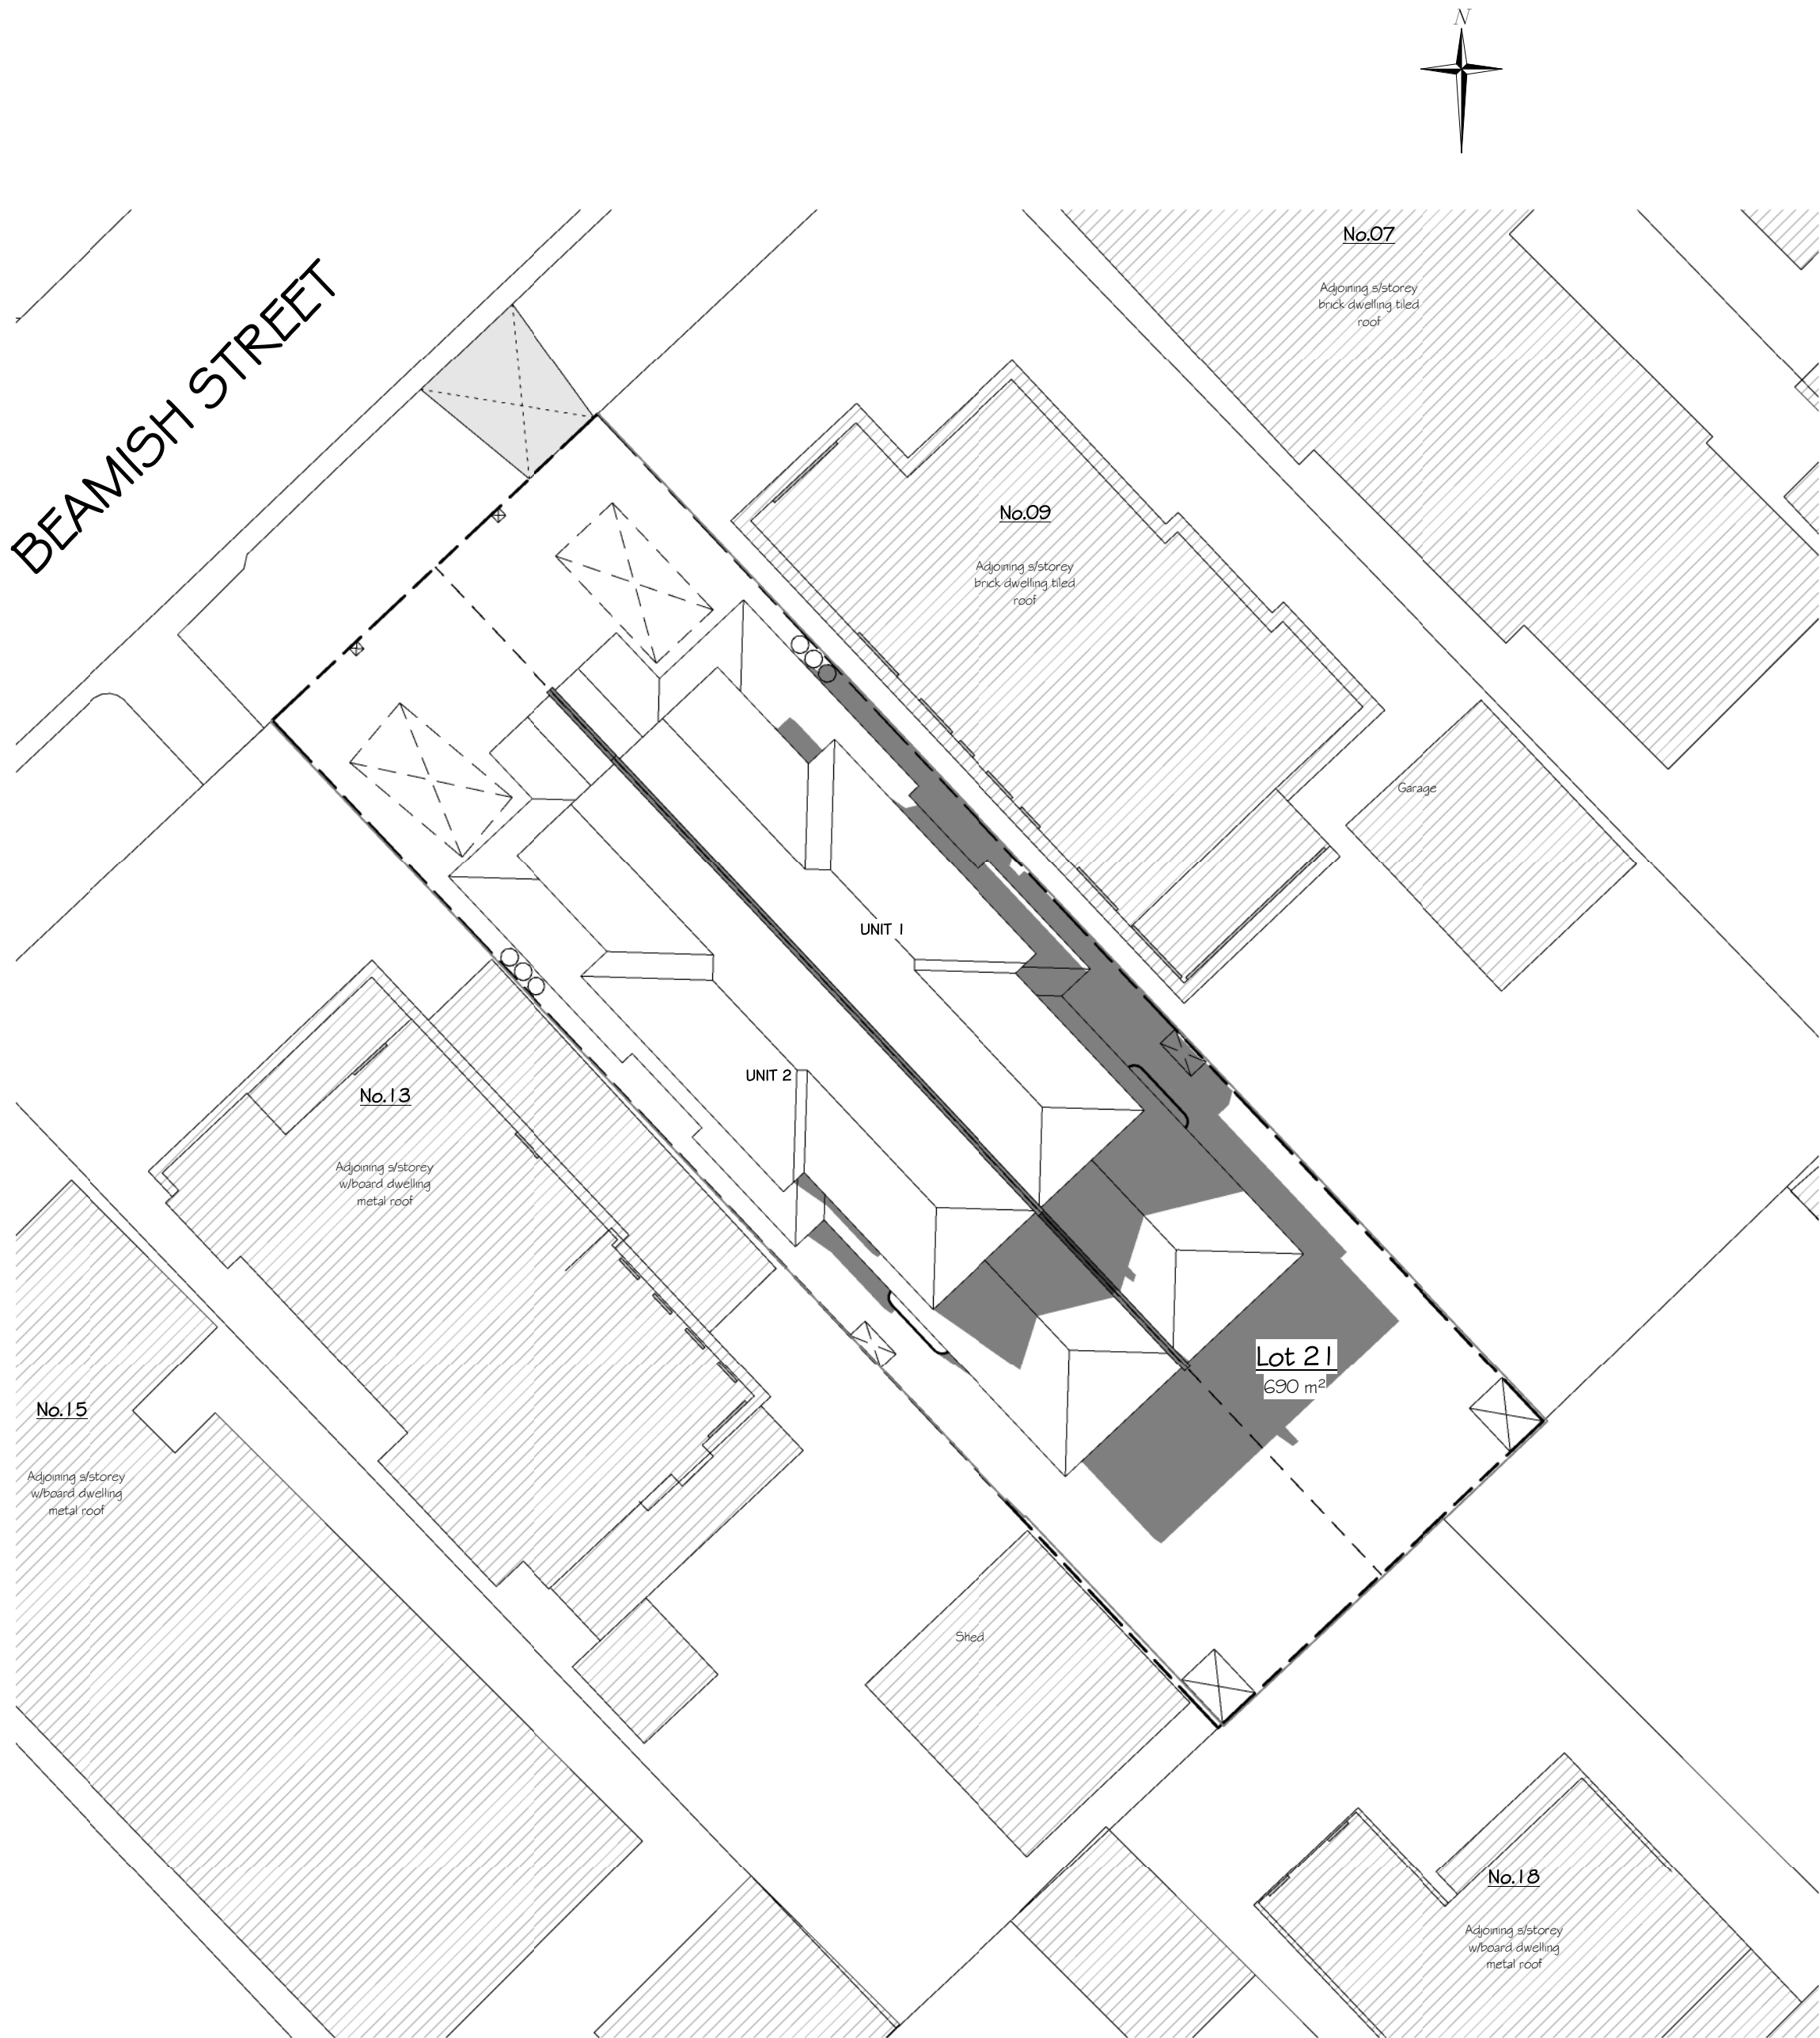 N
BEAMISH STREET
No.07
Adjoining s/storey
brick dwelling tiled
roof
No.09
Adjoining s/storey
brick dwelling tiled
roof
Garage
UNIT 1
UNIT 2
No.13
Adjoining s/storey
w/board dwelling
metal roof
Lot 21
690 m²
No.15
Adjoining s/storey
w/board dwelling
metal roof
Shed
No.18
Adjoining s/storey
w/board dwelling
metal roof